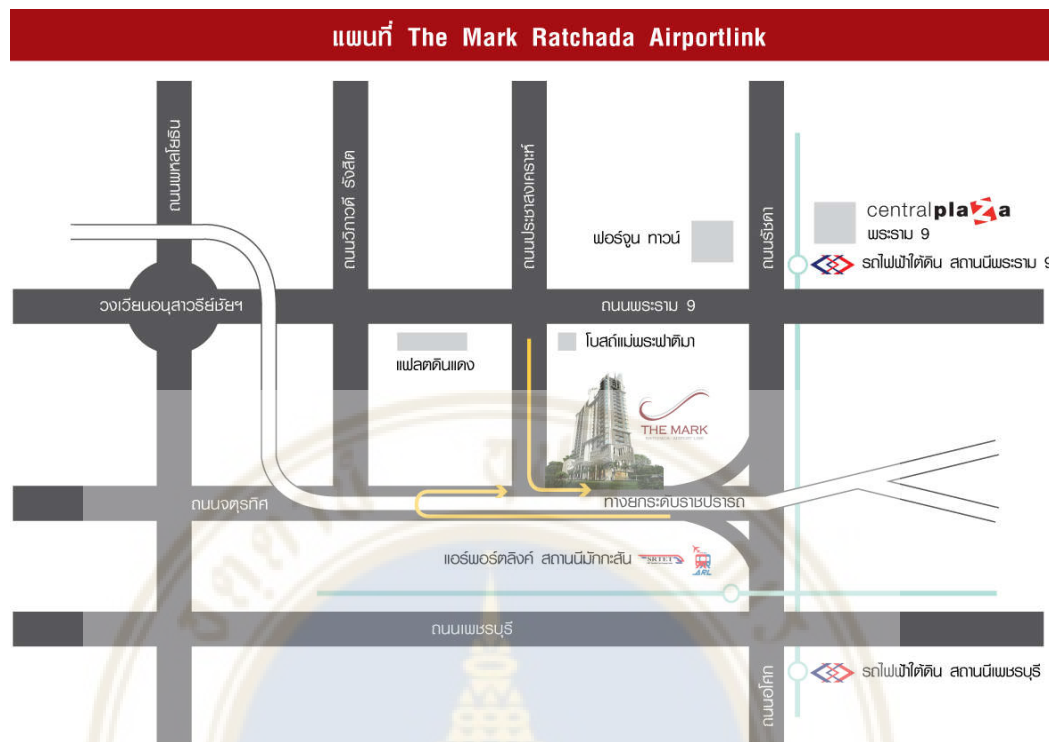 แผนที่ The Mark Ratchada Airportlink
ถนนพหลโยธิน
ถนนวิภาวดี รังสิต
ถนนประชาสงเคราะห์
ถนนรัชดา
ฟอร์จูน ทาวน์
centralplaza
พระราม 9
รถไฟฟ้าใต้ดิน สถานนีพระราม 9
วงเวียนอนุสาวรีย์ชัยฯ
ถนนพระราม 9
แฟลตดินแดง
โบสถ์แม่พระฟาติมา
THE MARK
ถนนจตุรทิศ
ทางยกระดับราชปรารถ
แอร์พอร์ตลิงค์ สถานนีมักกะสัน
SRTET
ARL
ถนนเพชรบุรี
ถนนอโศก
รถไฟฟ้าใต้ดิน สถานนีเพชรบุรี